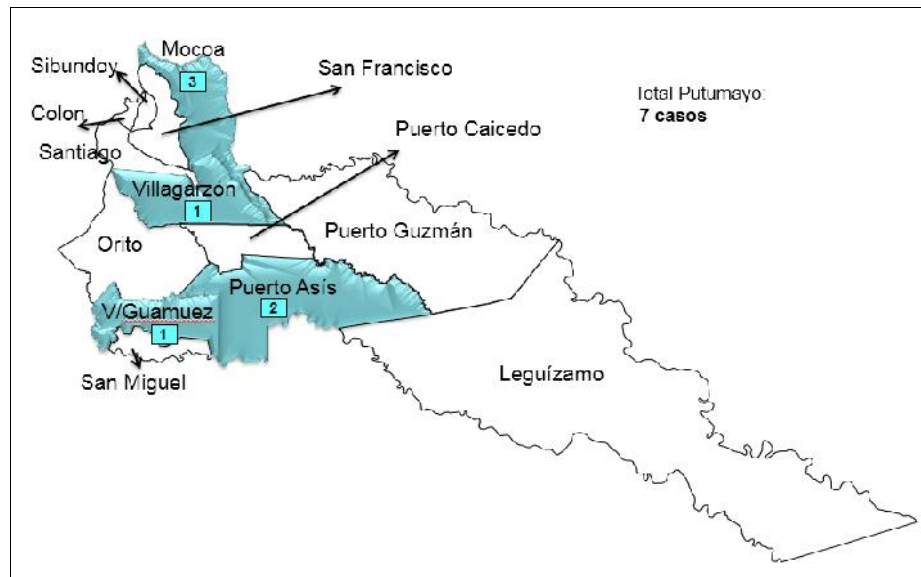 Mocoa
3
Sibundoy
San Francisco
Total Putumayo:
7 casos
Colon
Puerto Caicedo
Santiago
Villagarzon
1
Orito
Puerto Guzmán
Puerto Asís
2
V/Guamuez
1
San Miguel
Leguízamo